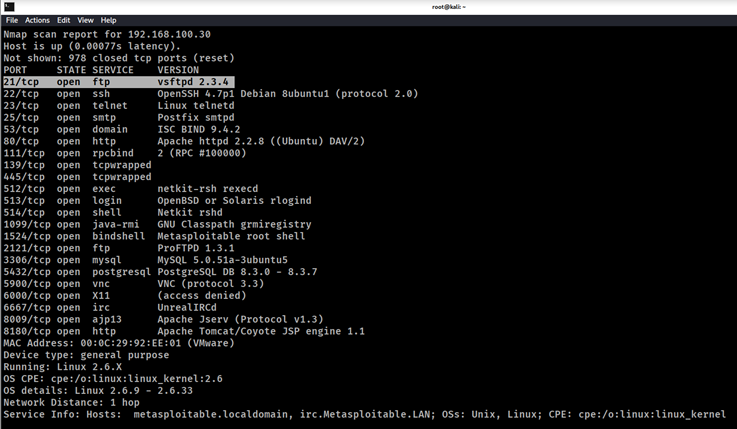 root@kali: ~
File Actions Edit View Help
Nmap scan report for 192.168.100.30
Host is up (0.00077s latency).
Not shown: 978 closed tcp ports (reset)
PORT STATE SERVICE VERSION
21/tcp open ftp vsftpd 2.3.4
22/tcp open ssh OpenSSH 4.7p1 Debian 8ubuntu1 (protocol 2.0)
23/tcp open telnet Linux telnetd
25/tcp open smtp Postfix smtpd
53/tcp open domain ISC BIND 9.4.2
80/tcp open http Apache httpd 2.2.8 ((Ubuntu) DAV/2)
111/tcp open rpcbind 2 (RPC #100000)
139/tcp open tcpwrapped
445/tcp open tcpwrapped
512/tcp open exec netkit-rsh rexecd
513/tcp open login OpenBSD or Solaris rlogind
514/tcp open shell Netkit rshd
1099/tcp open java-rmi GNU Classpath grmiregistry
1524/tcp open bindshell Metasploitable root shell
2121/tcp open ftp ProFTPD 1.3.1
3306/tcp open mysql MySQL 5.0.51a-3ubuntu5
5432/tcp open postgresql PostgreSQL DB 8.3.0 - 8.3.7
5900/tcp open vnc VNC (protocol 3.3)
6000/tcp open X11 (access denied)
6667/tcp open irc UnrealIRCd
8009/tcp open ajp13 Apache Jserv (Protocol v1.3)
8180/tcp open http Apache Tomcat/Coyote JSP engine 1.1
MAC Address: 00:0C:29:92:EE:01 (VMware)
Device type: general purpose
Running: Linux 2.6.X
OS CPE: cpe:/o:linux:linux_kernel:2.6
OS details: Linux 2.6.9 - 2.6.33
Network Distance: 1 hop
Service Info: Hosts: metasploitable.localdomain, irc.Metasploitable.LAN; OSs: Unix, Linux; CPE: cpe:/o:linux:linux_kernel